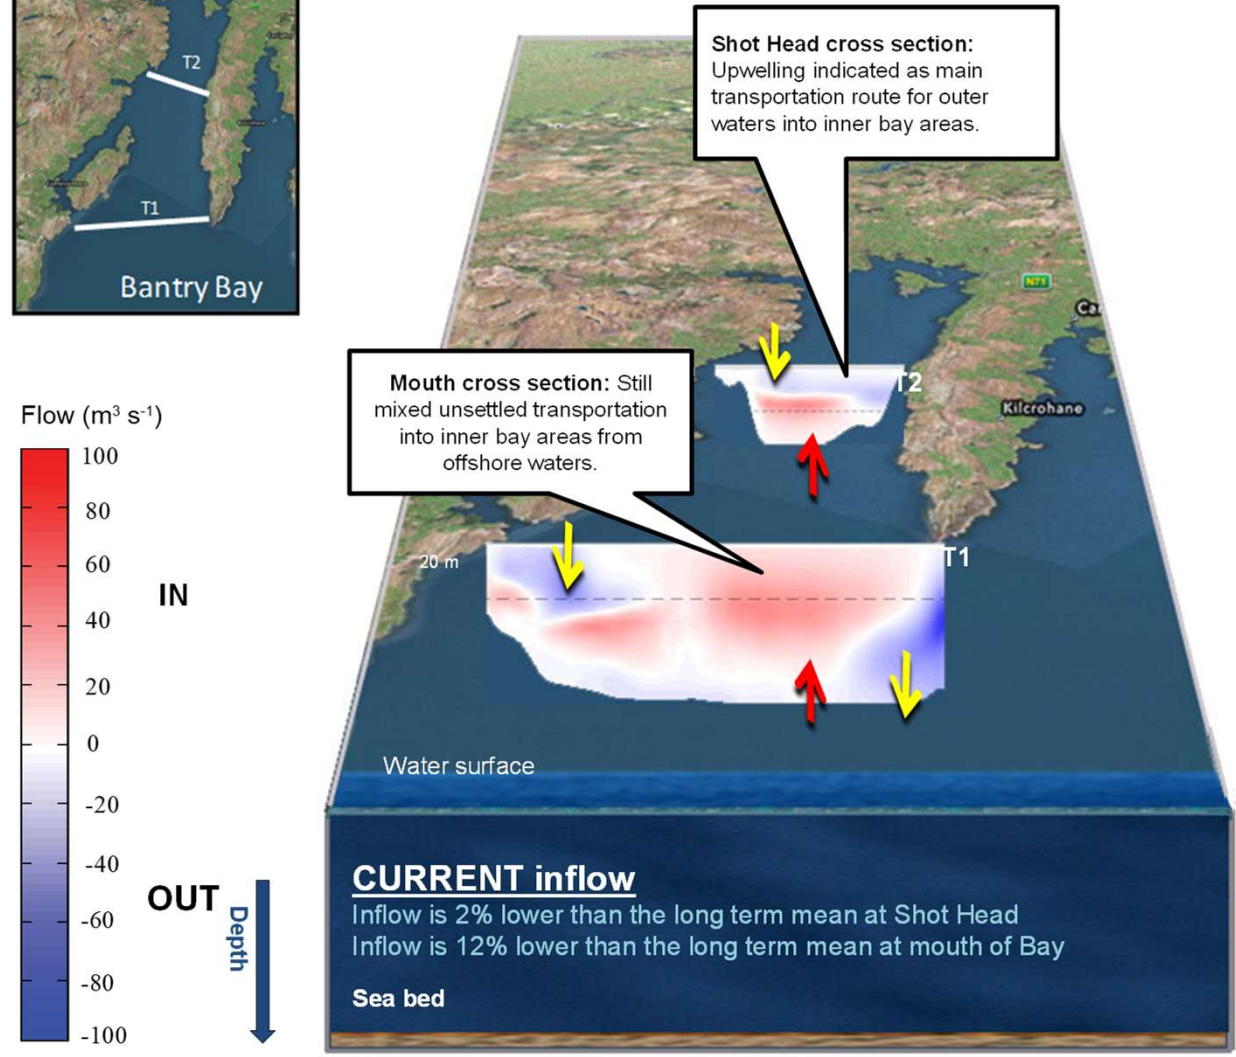 T2
T1
Bantry Bay
Shot Head cross section:
Upwelling indicated as main
transportation route for outer
waters into inner bay areas.
N71
Kilcrohane
T2
Mouth cross section: Still
mixed unsettled transportation
into inner bay areas from
offshore waters.
20 m
T1
Flow (m³ s⁻¹)
100
80
60
40
20
0
-20
-40
-60
-80
-100
IN
OUT
Depth
Water surface
CURRENT inflow
Inflow is 2% lower than the long term mean at Shot Head
Inflow is 12% lower than the long term mean at mouth of Bay
Sea bed